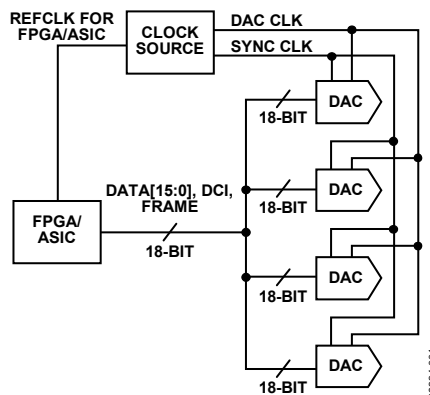 REFCLK FOR
FPGA/ASIC
CLOCK
SOURCE
DAC CLK
SYNC CLK
DAC
18-BIT
DATA[15:0], DCI,
FRAME
DAC
18-BIT
FPGA/
ASIC
18-BIT
DAC
18-BIT
DAC
18-BIT